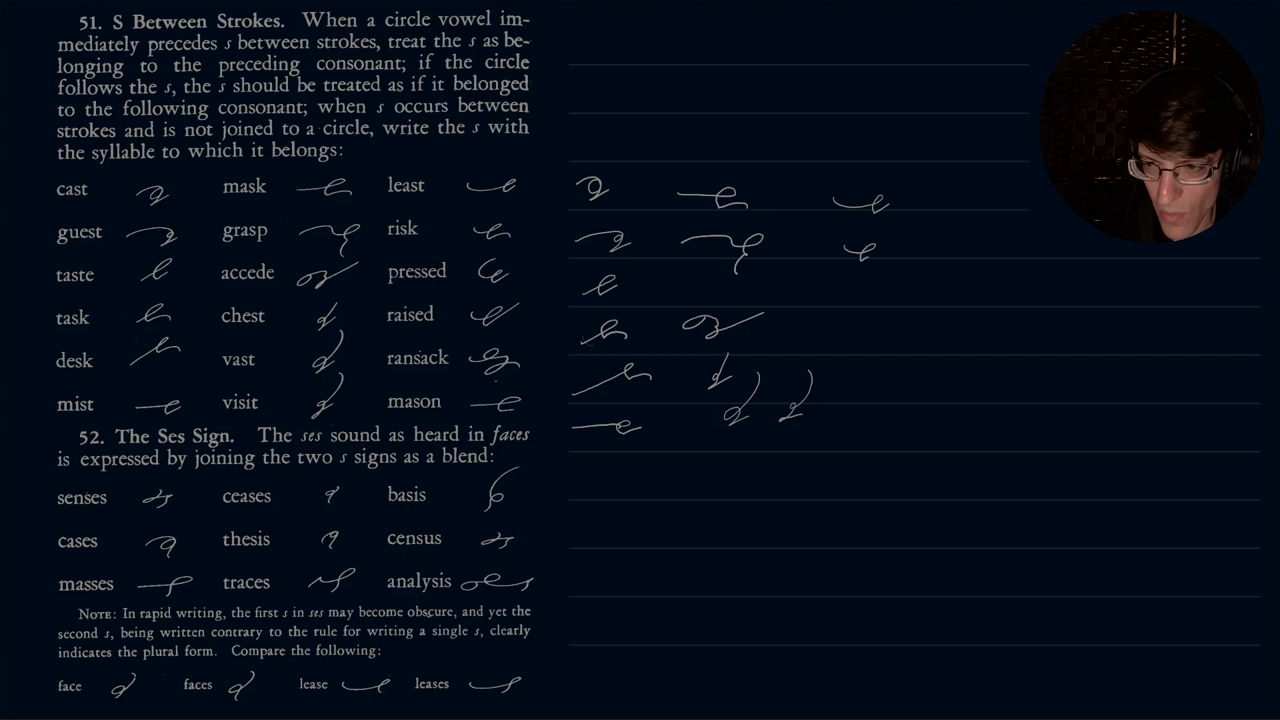 51. S Between Strokes. When a circle vowel im-
mediately precedes s between strokes, treat the s as be-
longing to the preceding consonant; if the circle
follows the s, the s should be treated as if it belonged
to the following consonant; when s occurs between
strokes and is not joined to a circle, write the s with
the syllable to which it belongs:
cast mask least
guest grasp risk
taste accede pressed
task chest raised
desk vast ransack
mist visit mason
52. The Ses Sign. The ses sound as heard in faces
is expressed by joining the two s signs as a blend:
senses ceases basis
cases thesis census
masses traces analysis
NOTE: In rapid writing, the first s in ses may become obscure, and yet the
second s, being written contrary to the rule for writing a single s, clearly
indicates the plural form. Compare the following:
face faces lease leases